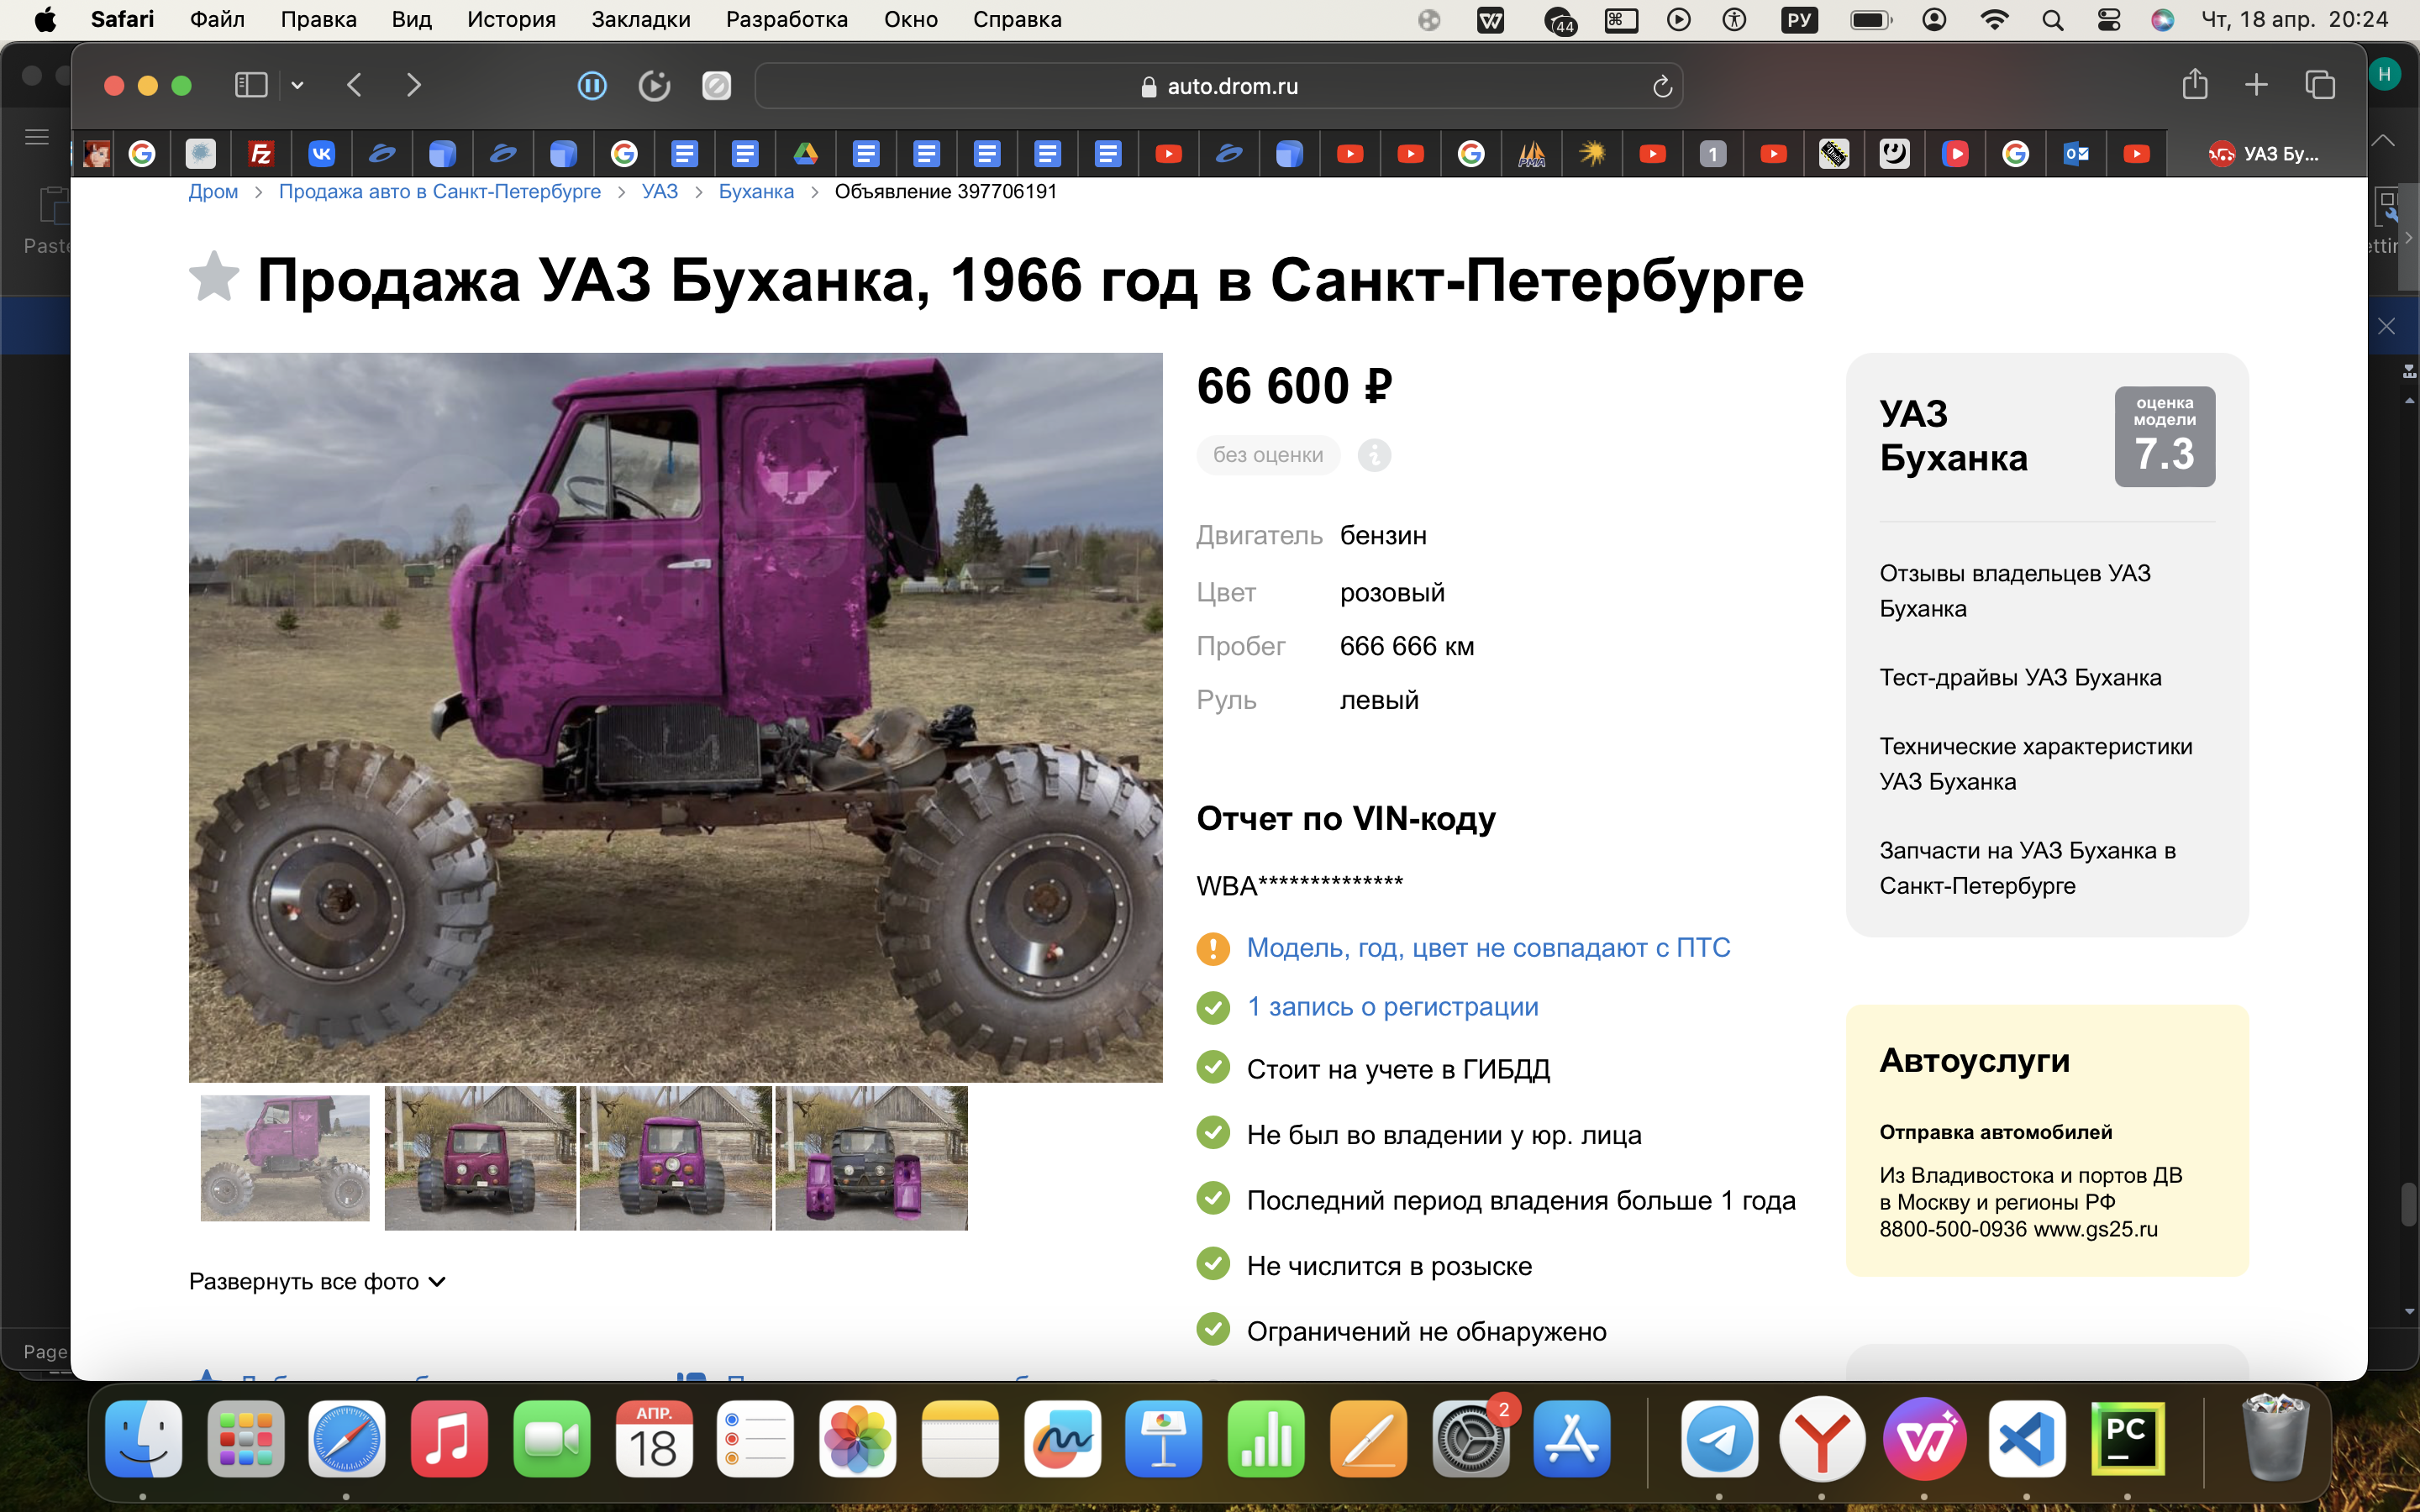 Safari Файл Правка Вид История Закладки Разработка Окно Справка
44
РУ
Чт, 18 апр. 20:24
auto.drom.ru
H
1
УАЗ Бу...
Paste
Дром > Продажа авто в Санкт-Петербурге > УАЗ > Буханка > Объявление 397706191
Продажа УАЗ Буханка, 1966 год в Санкт-Петербурге
66 600 ₽
без оценки
Двигатель бензин
Цвет розовый
Пробег 666 666 км
Руль левый
Отчет по VIN-коду
WBA**************
Модель, год, цвет не совпадают с ПТС
1 запись о регистрации
Стоит на учете в ГИБДД
Не был во владении у юр. лица
Последний период владения больше 1 года
Не числится в розыске
Ограничений не обнаружено
УАЗ
Буханка
оценка
модели
7.3
Отзывы владельцев УАЗ
Буханка
Тест-драйвы УАЗ Буханка
Технические характеристики
УАЗ Буханка
Запчасти на УАЗ Буханка в
Санкт-Петербурге
Автоуслуги
Отправка автомобилей
Из Владивостока и портов ДВ
в Москву и регионы РФ
8800-500-0936 www.gs25.ru
Развернуть все фото
Page
АПР.
18
2
PC